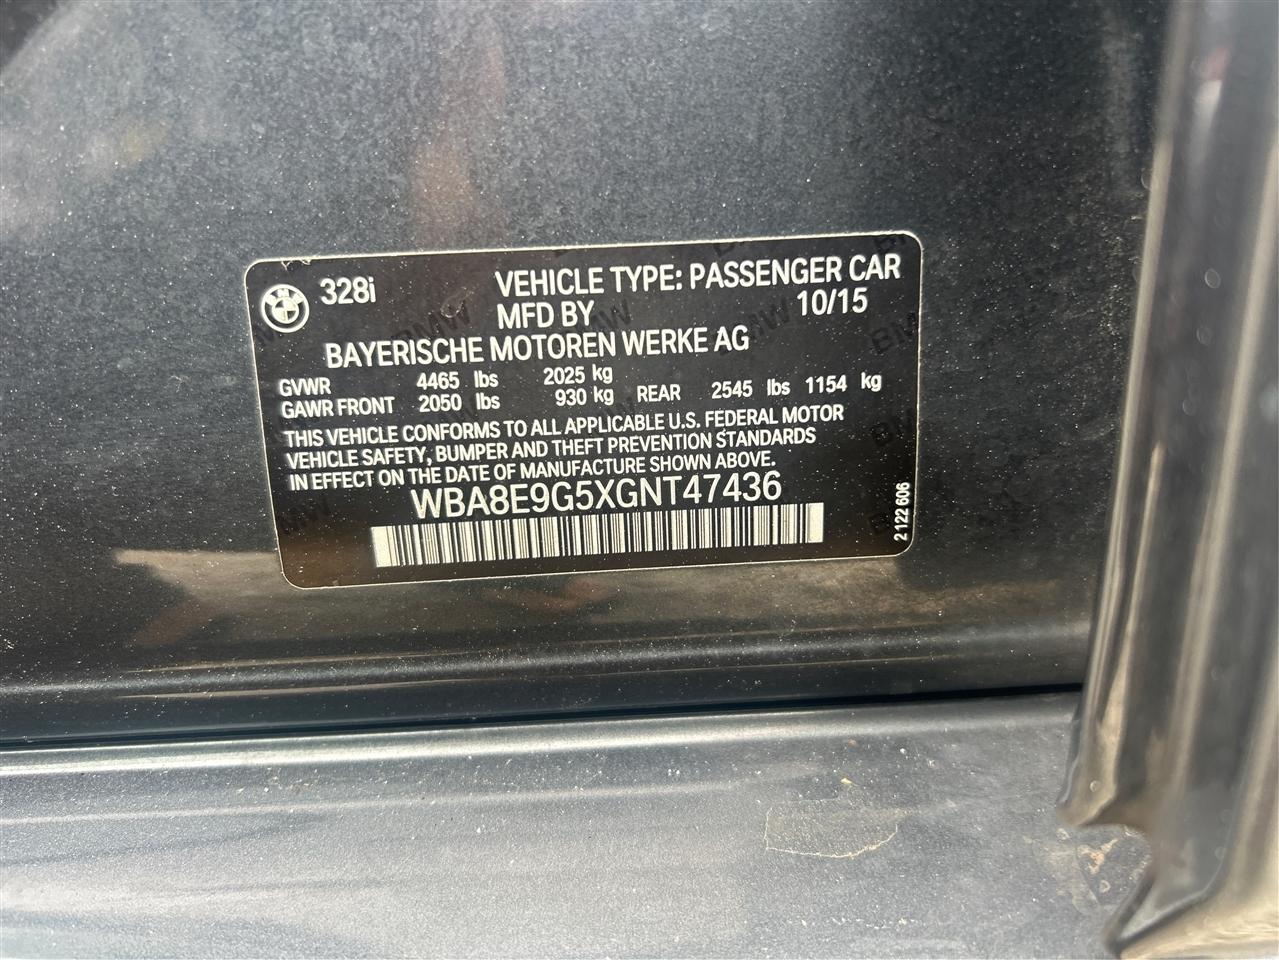 328i VEHICLE TYPE: PASSENGER CAR
MFD BY 10/15
BAYERISCHE MOTOREN WERKE AG
GVWR 4465 lbs 2025 kg
GAWR FRONT 2050 lbs 930 kg REAR 2545 lbs 1154 kg
THIS VEHICLE CONFORMS TO ALL APPLICABLE U.S. FEDERAL MOTOR
VEHICLE SAFETY, BUMPER AND THEFT PREVENTION STANDARDS
IN EFFECT ON THE DATE OF MANUFACTURE SHOWN ABOVE.
WBA8E9G5XGNT47436
2 122 606